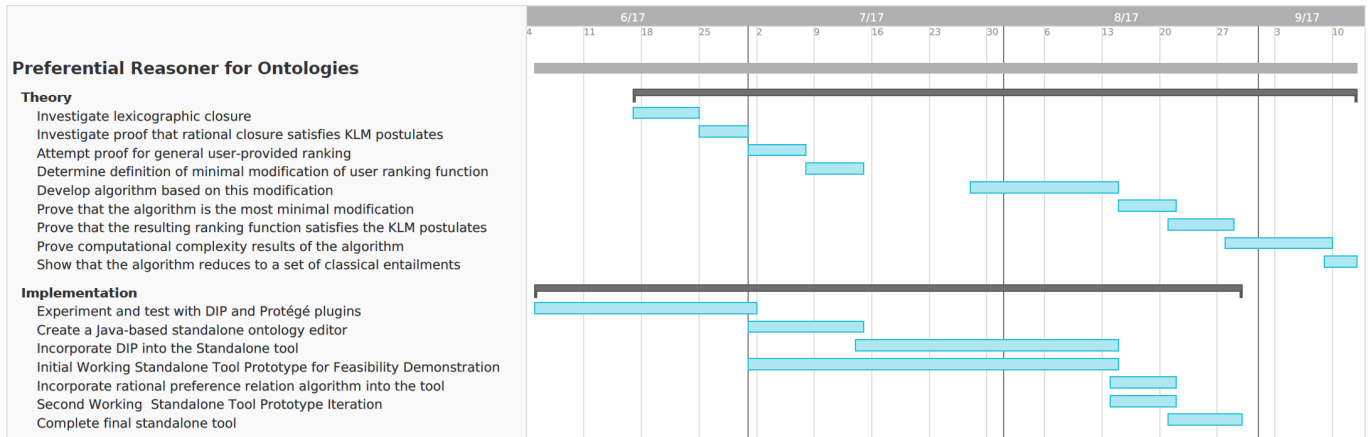 6/17 7/17 8/17 9/17
4 11 18 25 2 9 16 23 30 6 13 20 27 3 10
Preferential Reasoner for Ontologies
Theory
Investigate lexicographic closure
Investigate proof that rational closure satisfies KLM postulates
Attempt proof for general user-provided ranking
Determine definition of minimal modification of user ranking function
Develop algorithm based on this modification
Prove that the algorithm is the most minimal modification
Prove that the resulting ranking function satisfies the KLM postulates
Prove computational complexity results of the algorithm
Show that the algorithm reduces to a set of classical entailments
Implementation
Experiment and test with DIP and Protégé plugins
Create a Java-based standalone ontology editor
Incorporate DIP into the Standalone tool
Initial Working Standalone Tool Prototype for Feasibility Demonstration
Incorporate rational preference relation algorithm into the tool
Second Working  Standalone Tool Prototype Iteration
Complete final standalone tool